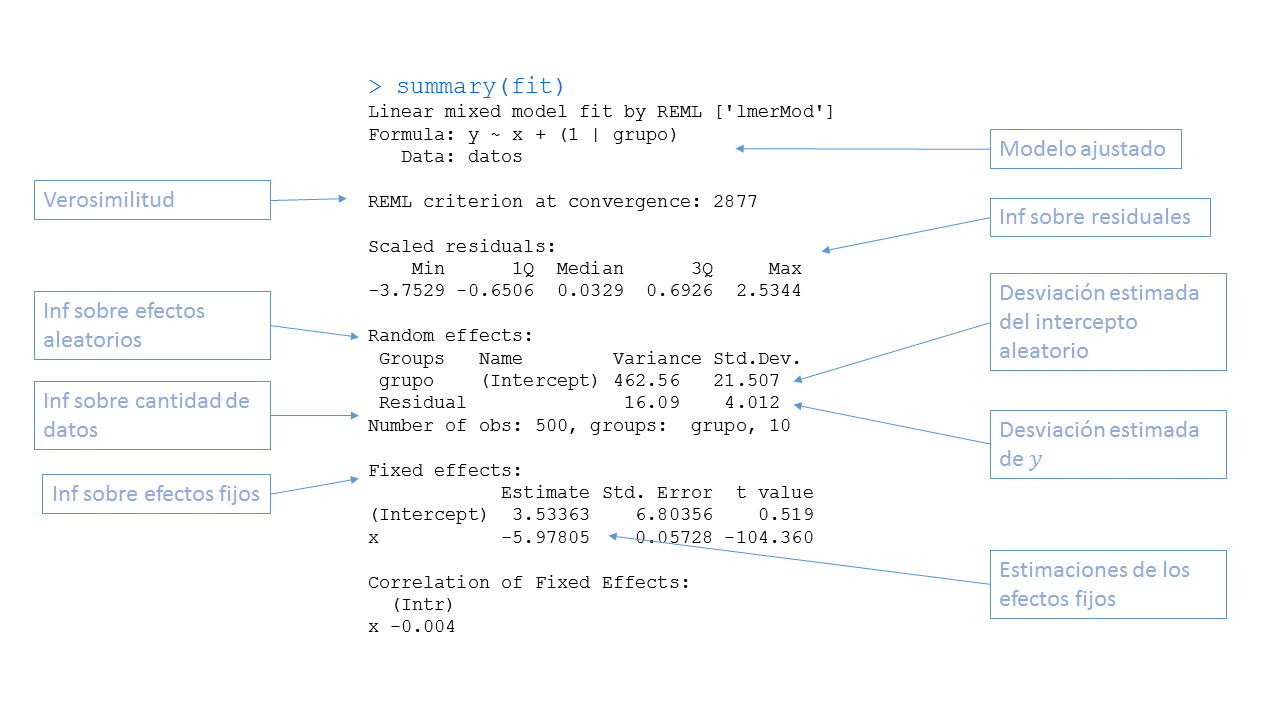 > summary(fit)
Linear mixed model fit by REML ['lmerMod']
Formula: y ~ x + (1 | grupo)
Data: datos
REML criterion at convergence: 2877
Scaled residuals:
Min 1Q Median 3Q Max
-3.7529 -0.6506 0.0329 0.6926 2.5344
Random effects:
Groups Name Variance Std.Dev.
grupo (Intercept) 462.56 21.507
Residual 16.09 4.012
Number of obs: 500, groups: grupo, 10
Fixed effects:
Estimate Std. Error t value
(Intercept) 3.53363 6.80356 0.519
x -5.97805 0.05728 -104.360
Correlation of Fixed Effects:
(Intr)
x -0.004
Verosimilitud
Inf sobre efectos
aleatorios
Inf sobre cantidad de
datos
Inf sobre efectos fijos
Modelo ajustado
Inf sobre residuales
Desviación estimada
del intercepto
aleatorio
Desviación estimada
de y
Estimaciones de los
efectos fijos